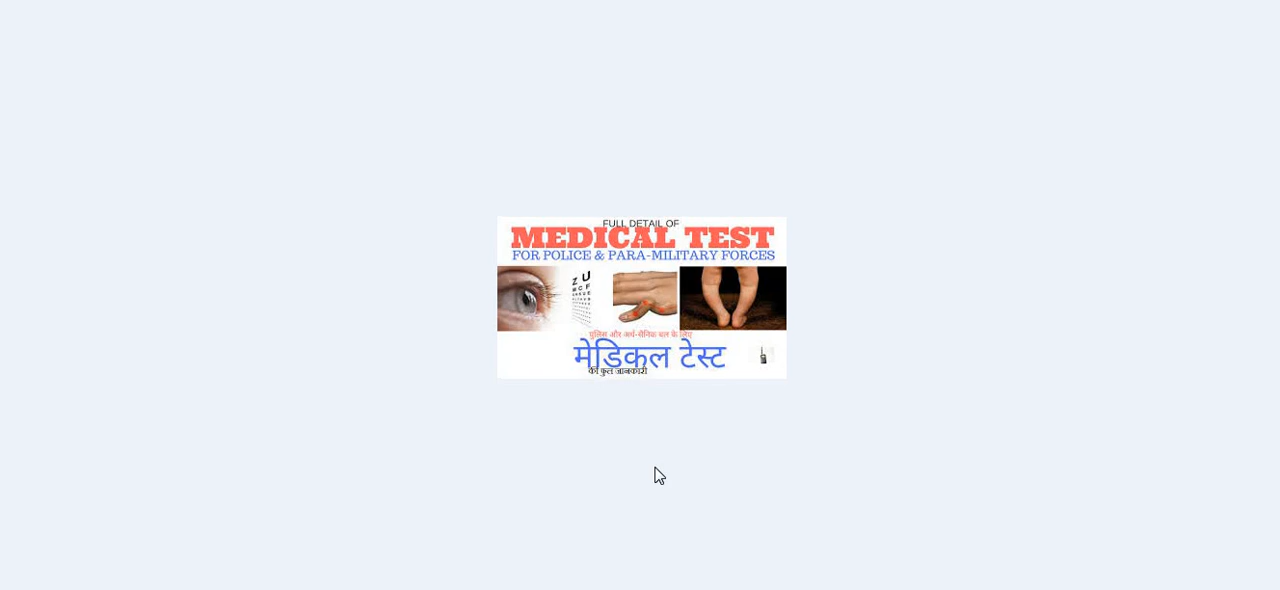 FULL DETAIL OF
MEDICAL TEST
FOR POLICE & PARA-MILITARY FORCES
Z U
M C F
पुलिस और अर्ध-सैनिक बल के लिए
मेडिकल टेस्ट
की फुल जानकारी